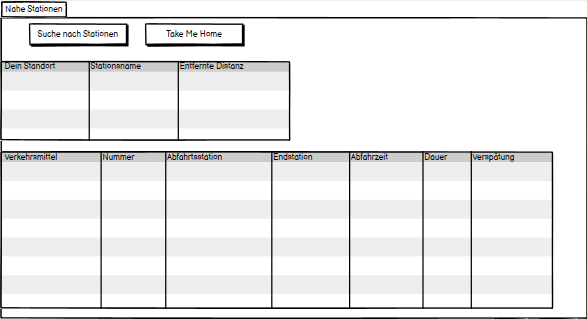 Nahe Stationen
Suche nach Stationen
Take Me Home
Dein Standort Stationsname Entfernte Distanz
Verkehrsmittel Nummer Abfahrtsstation Endstation Abfahrzeit Dauer Verspätung